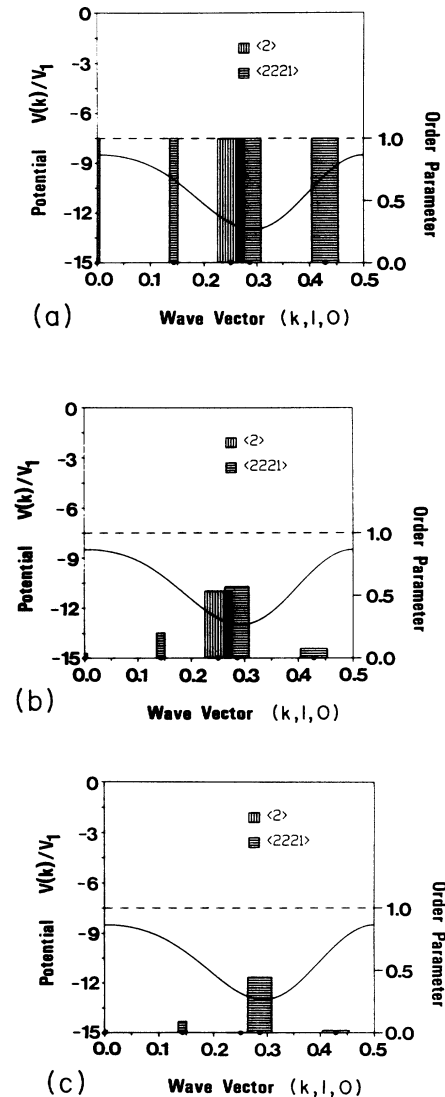 0
-3
-6
-9
-12
-15
Potential V(k)/V1
<2>
<2221>
1.0
0.5
0.0
Order Parameter
0.0 0.1 0.2 0.3 0.4 0.5
Wave Vector (k,1,0)
(a)
0
-3
-6
-9
-12
-15
Potential V(k)/V1
<2>
<2221>
1.0
0.5
0.0
Order Parameter
0.0 0.1 0.2 0.3 0.4 0.5
Wave Vector (k,1,0)
(b)
0
-3
-6
-9
-12
-15
Potential V(k)/V1
<2>
<2221>
1.0
0.5
0.0
Order Parameter
0.0 0.1 0.2 0.3 0.4 0.5
Wave Vector (k,1,0)
(c)